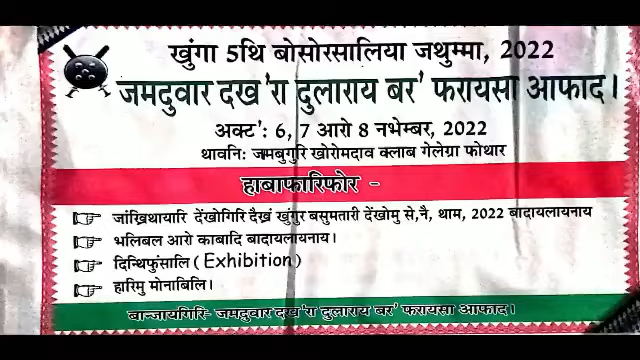 खुंगा 5थि बोसोरसालिया जथुम्मा, 2022
जमदुवार दख'रा दुलाराय बर' फरायसा आफाद।
अक्ट': 6, 7 आरो 8 नभेम्बर, 2022
थावनि: जमबुगुरि खोरोमदाव क्लाब गेलेग्रा फोथार
हाबाफारिफोर -
जांख्रिथायारि देंखोगिरि दैखं खुंगुर बसुमतारी देंखोमु से,नै, थाम, 2022 बादायलायनाय
भलिबल आरो काबादि बादायलायनाय।
दिन्थिफुंसालि ( Exhibition )
हारिमु मोनाबिलि।
बान्जायगिरि- जमदुवार दख'रा दुलाराय बर' फरायसा आफाद।